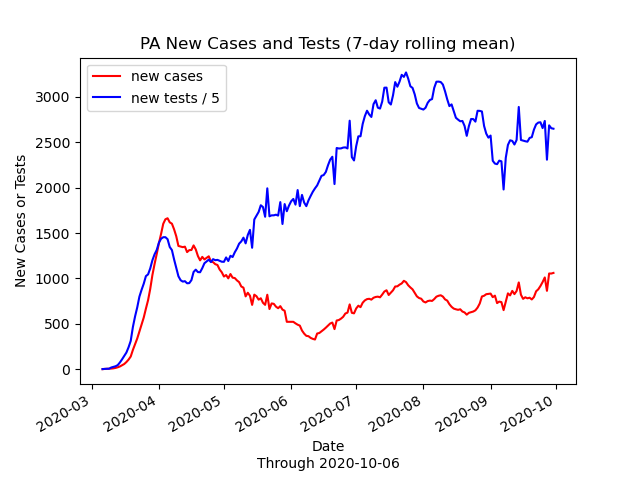 PA New Cases and Tests (7-day rolling mean)
new cases
new tests / 5
New Cases or Tests
3000
2500
2000
1500
1000
500
0
2020-03
2020-04
2020-05
2020-06
2020-07
2020-08
2020-09
2020-10
Date
Through 2020-10-06